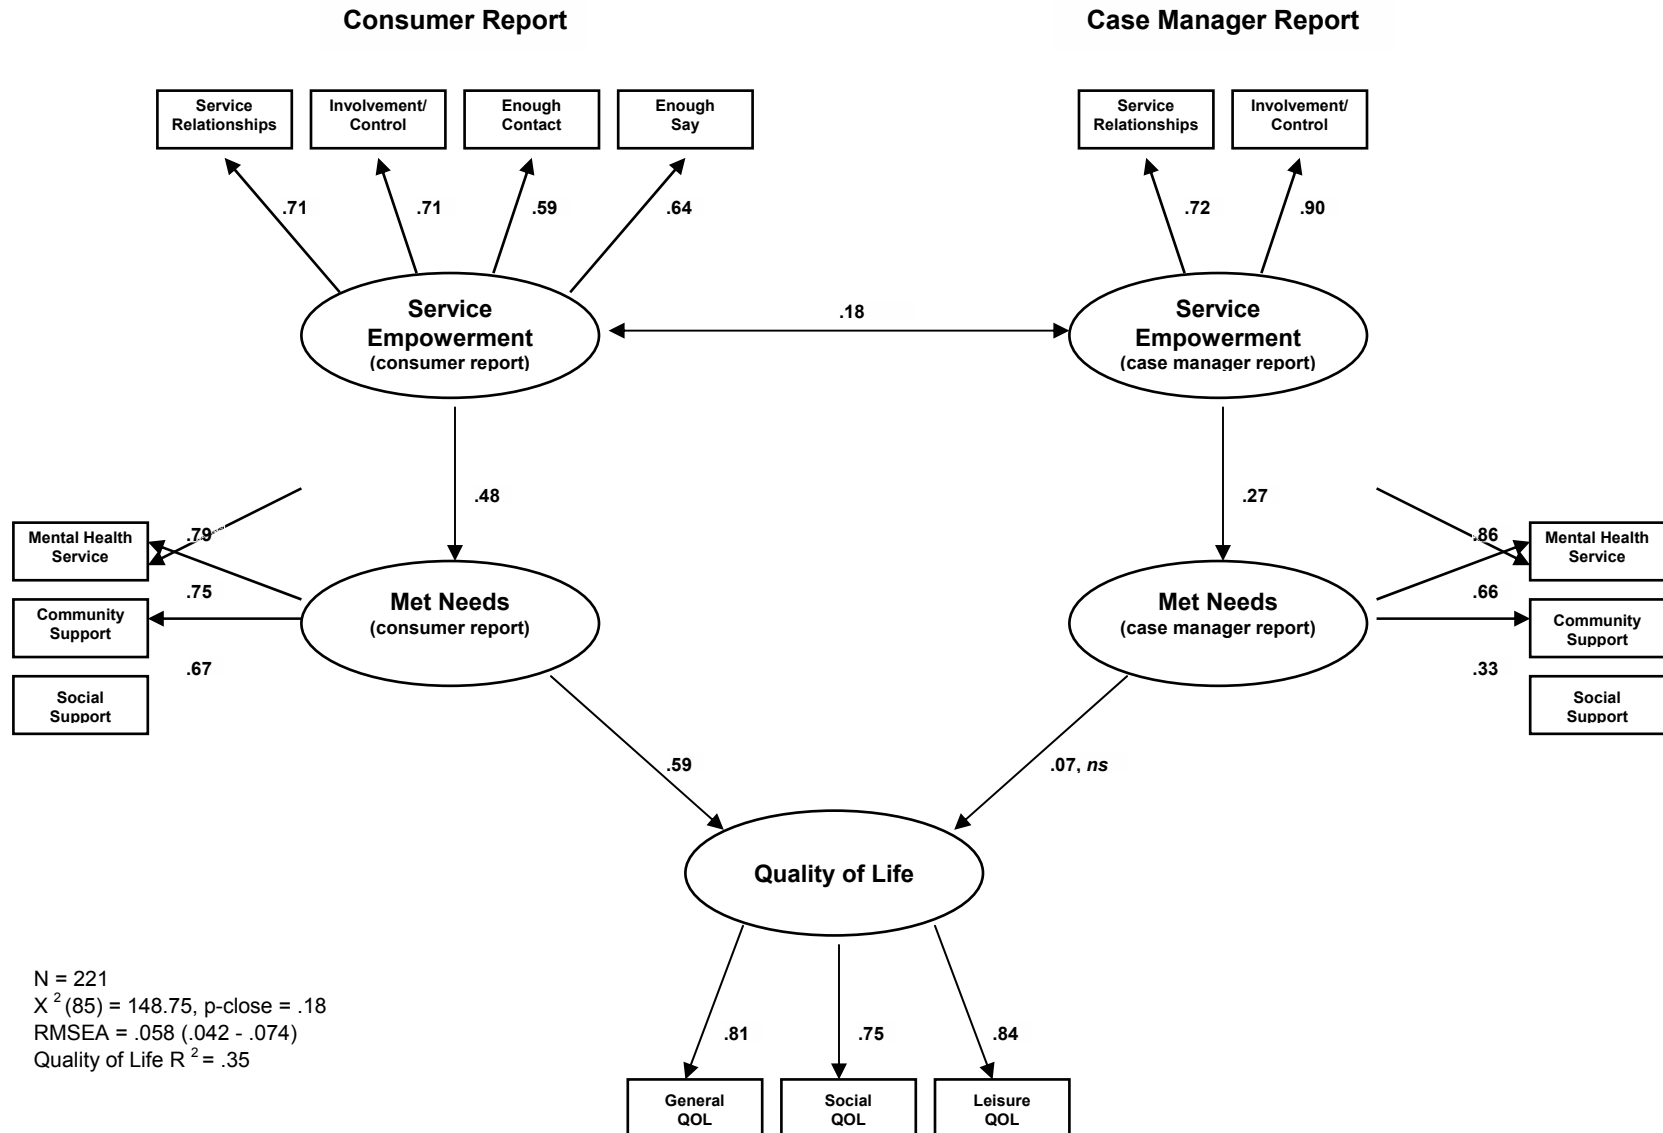 Consumer Report
Case Manager Report
Service
Relationships
Involvement/
Control
Enough
Contact
Enough
Say
Service
Relationships
Involvement/
Control
.71
.71
.59
.64
.72
.90
Service
Empowerment
(consumer report)
.18
Service
Empowerment
(case manager report)
.48
.27
Mental Health
Service
.79
.75
Community
Support
.67
Social
Support
Met Needs
(consumer report)
Met Needs
(case manager report)
.86
Mental Health
Service
.66
Community
Support
.33
Social
Support
.59
.07, ns
Quality of Life
N = 221
X 2 (85) = 148.75, p-close = .18
RMSEA = .058 (.042 - .074)
Quality of Life R 2 = .35
.81
.75
.84
General
QOL
Social
QOL
Leisure
QOL